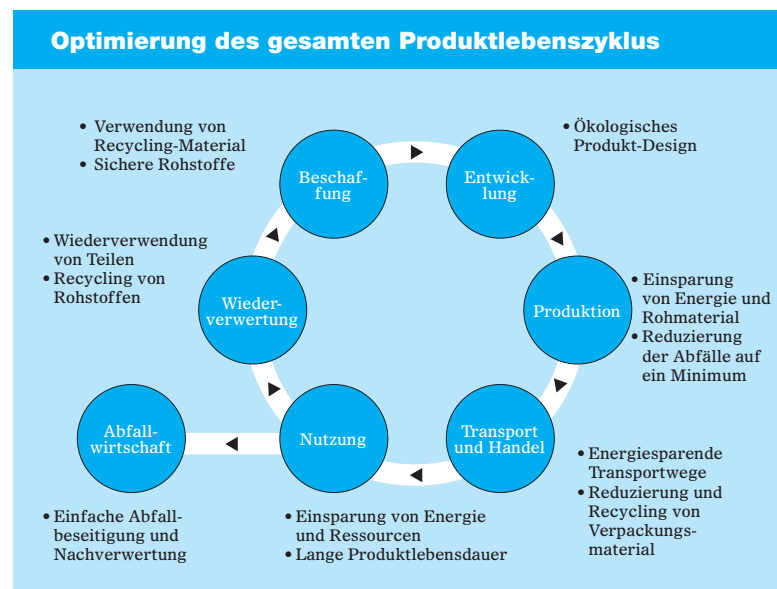 Optimierung des gesamten Produktlebenszyklus
• Verwendung von
Recycling-Material
• Sichere Rohstoffe
Beschaf-
fung
Entwick-
lung
• Ökologisches
Produkt-Design
• Wiederverwendung
von Teilen
• Recycling von
Rohstoffen
Wieder-
verwertung
Produktion
• Einsparung
von Energie und
Rohmaterial
• Reduzierung
der Abfälle auf
ein Minimum
Abfall-
wirtschaft
Nutzung
Transport
und Handel
• Energiesparende
Transportwege
• Reduzierung und
Recycling von
Verpackungs-
material
• Einfache Abfall-
beseitigung und
Nachverwertung
• Einsparung von Energie
und Ressourcen
• Lange Produktlebensdauer